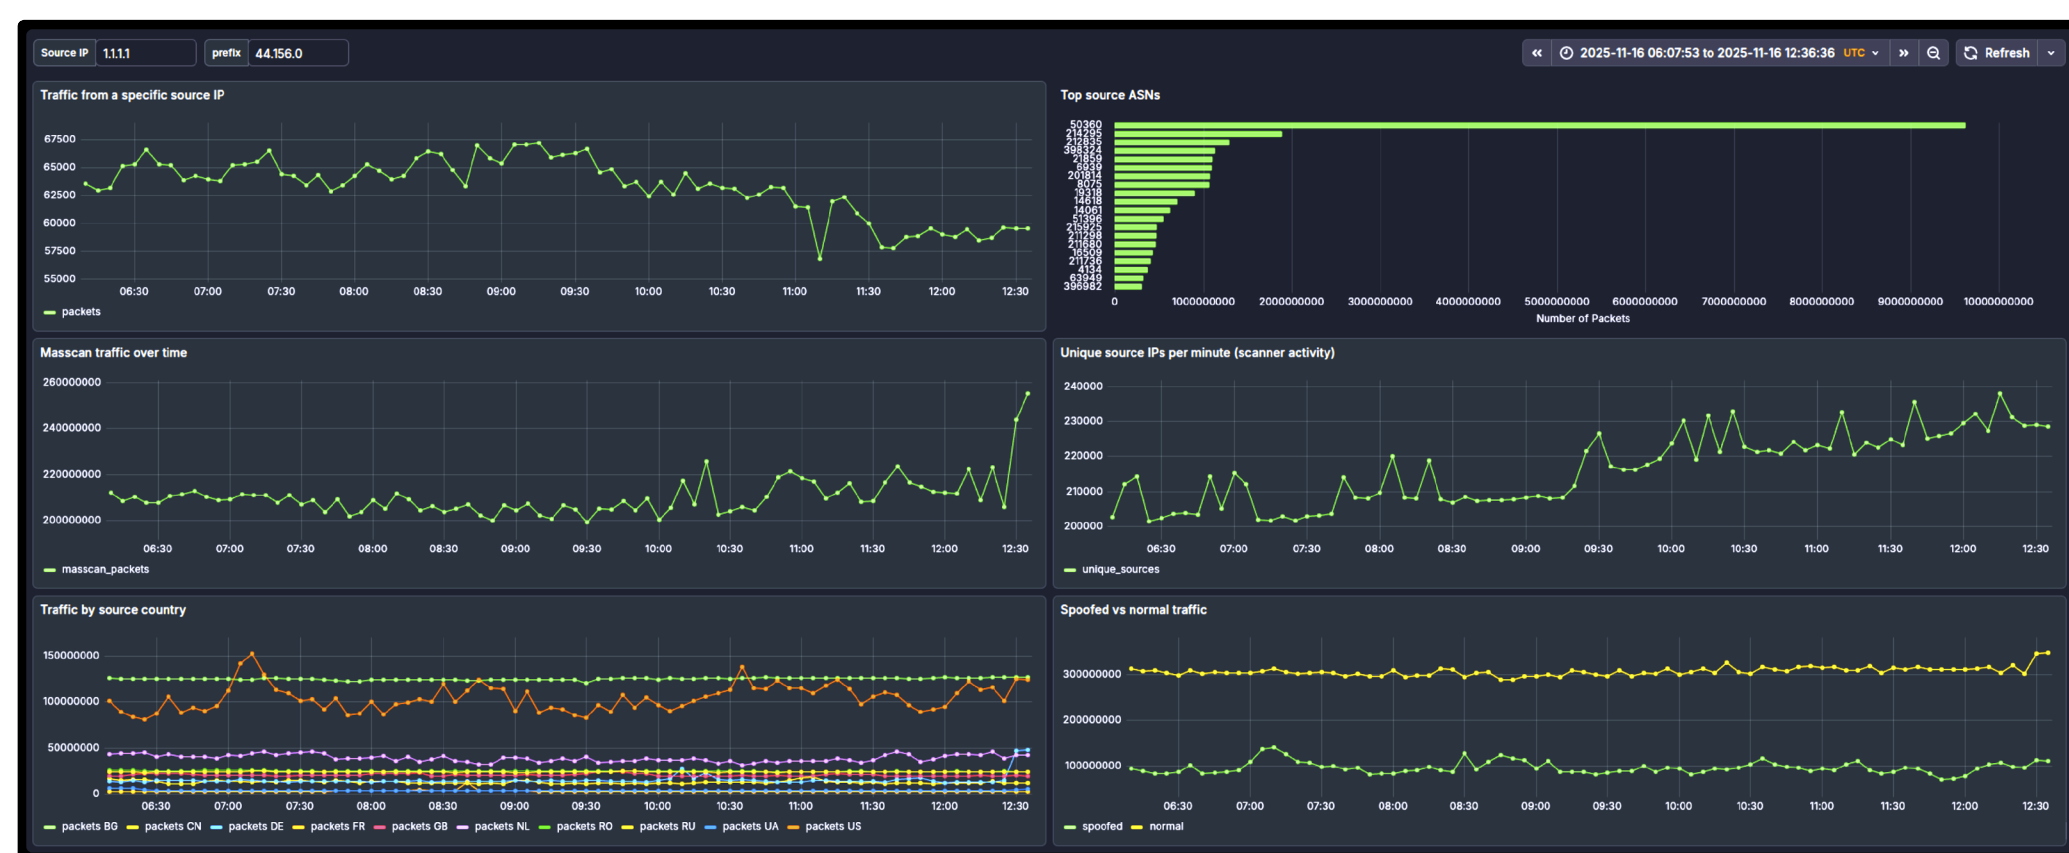 Source IP 1.1.1.1 prefix 44.156.0 2025-11-16 06:07:53 to 2025-11-16 12:36:36 UTC Refresh
Traffic from a specific source IP
67500
65000
62500
60000
57500
55000
06:30 07:00 07:30 08:00 08:30 09:00 09:30 10:00 10:30 11:00 11:30 12:00 12:30
packets
Top source ASNs
50360
214295
212835
398324
21859
6939
201814
8075
19318
14618
14061
51396
215925
211298
211680
16509
211736
4134
63949
396982
0 1000000000 2000000000 3000000000 4000000000 5000000000 6000000000 7000000000 8000000000 9000000000 10000000000
Number of Packets
Masscan traffic over time
260000000
240000000
220000000
200000000
06:30 07:00 07:30 08:00 08:30 09:00 09:30 10:00 10:30 11:00 11:30 12:00 12:30
masscan_packets
Unique source IPs per minute (scanner activity)
240000
230000
220000
210000
200000
06:30 07:00 07:30 08:00 08:30 09:00 09:30 10:00 10:30 11:00 11:30 12:00 12:30
unique_sources
Traffic by source country
150000000
100000000
50000000
0
06:30 07:00 07:30 08:00 08:30 09:00 09:30 10:00 10:30 11:00 11:30 12:00 12:30
packets BG packets CN packets DE packets FR packets GB packets NL packets RO packets RU packets UA packets US
Spoofed vs normal traffic
300000000
200000000
100000000
06:30 07:00 07:30 08:00 08:30 09:00 09:30 10:00 10:30 11:00 11:30 12:00 12:30
spoofed normal